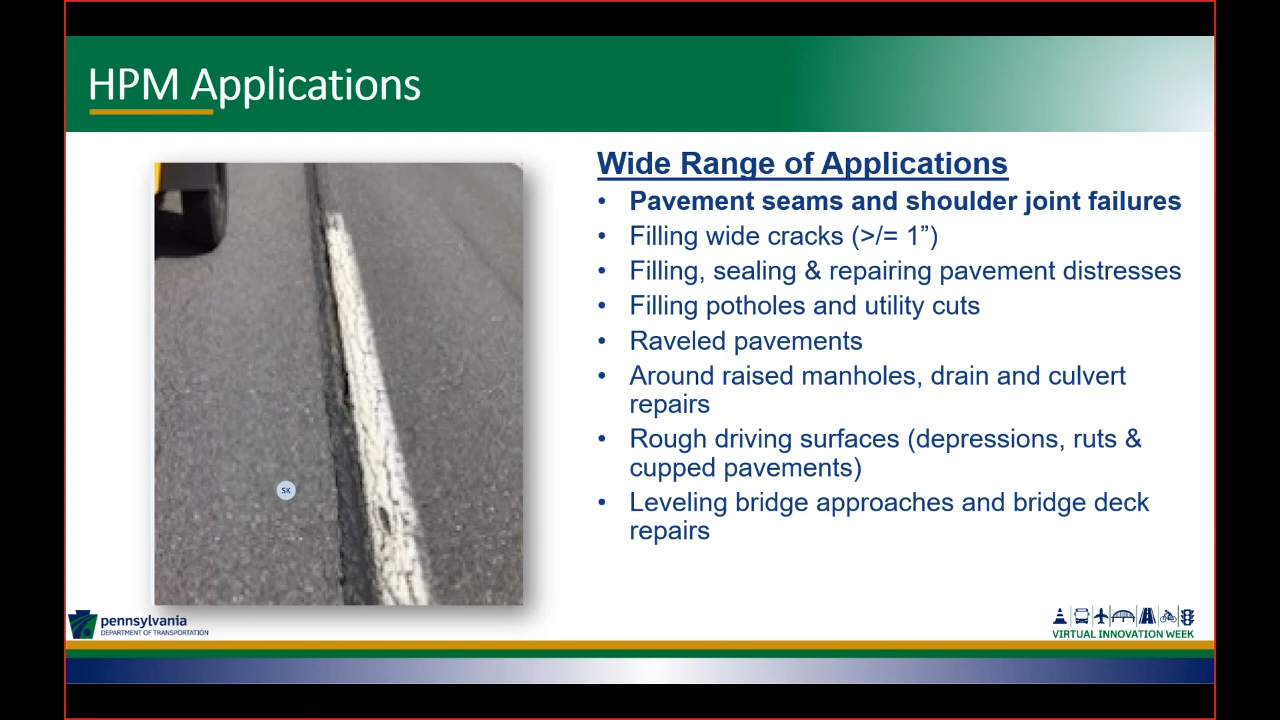 HPM Applications
Wide Range of Applications
• Pavement seams and shoulder joint failures
• Filling wide cracks (>/= 1”)
• Filling, sealing & repairing pavement distresses
• Filling potholes and utility cuts
• Raveled pavements
• Around raised manholes, drain and culvert
repairs
• Rough driving surfaces (depressions, ruts &
cupped pavements)
• Leveling bridge approaches and bridge deck
repairs
SK
pennsylvania
DEPARTMENT OF TRANSPORTATION
VIRTUAL INNOVATION WEEK